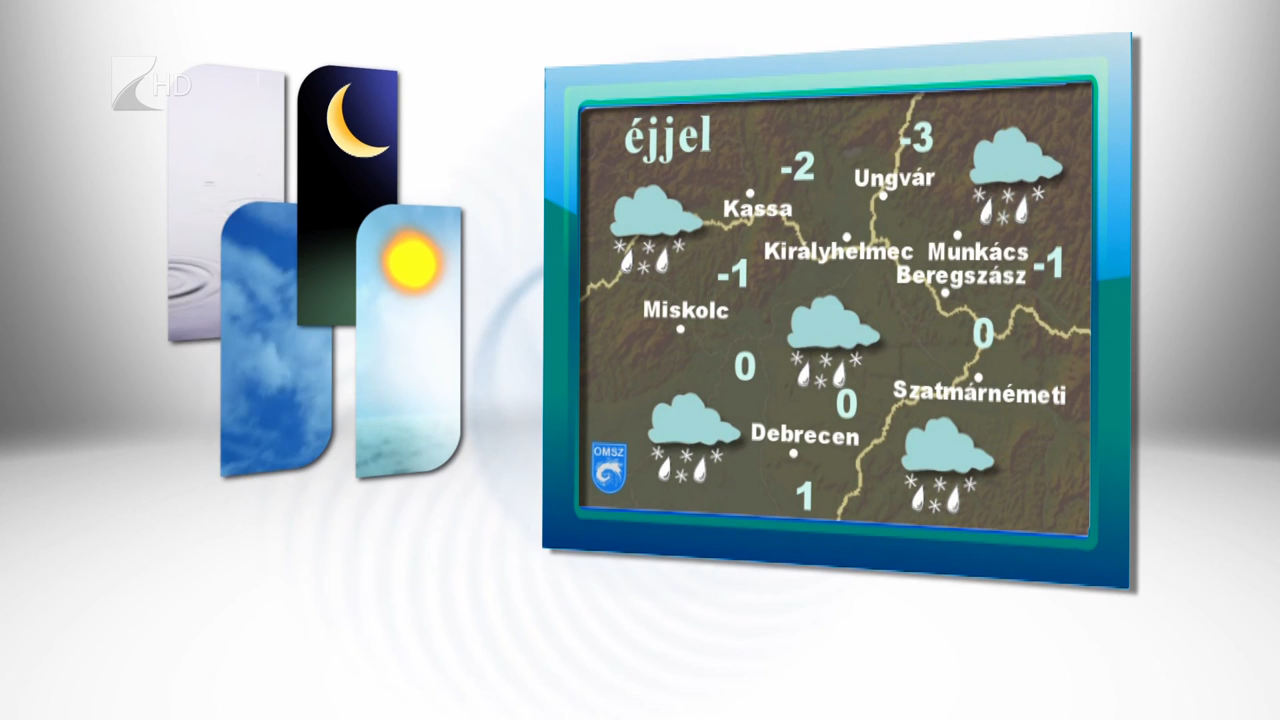 HD
éjjel
-3
-2
Ungvár
Kassa
Királyhelmec
Munkács
-1
Beregszász
-1
Miskolc
0
0
Szatmárnémeti
0
Debrecen
OMSZ
1